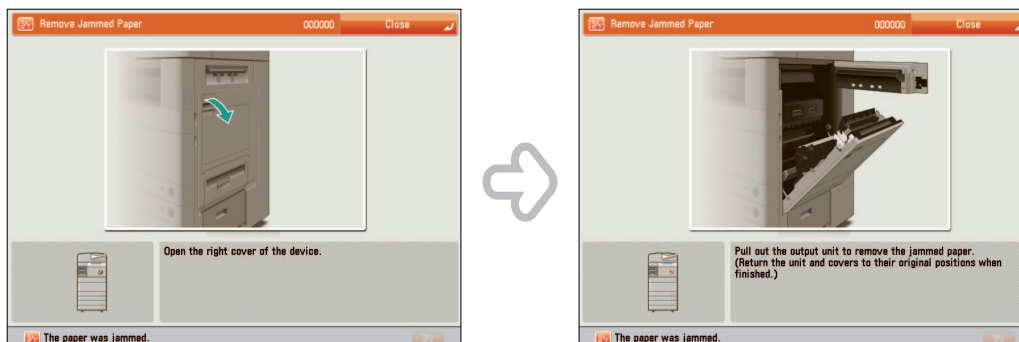 Remove Jammed Paper 000000 Close
Open the right cover of the device.
The paper was jammed.
Remove Jammed Paper 000000 Close
Pull out the output unit to remove the jammed paper.
(Return the unit and covers to their original positions when
finished.)
The paper was jammed.